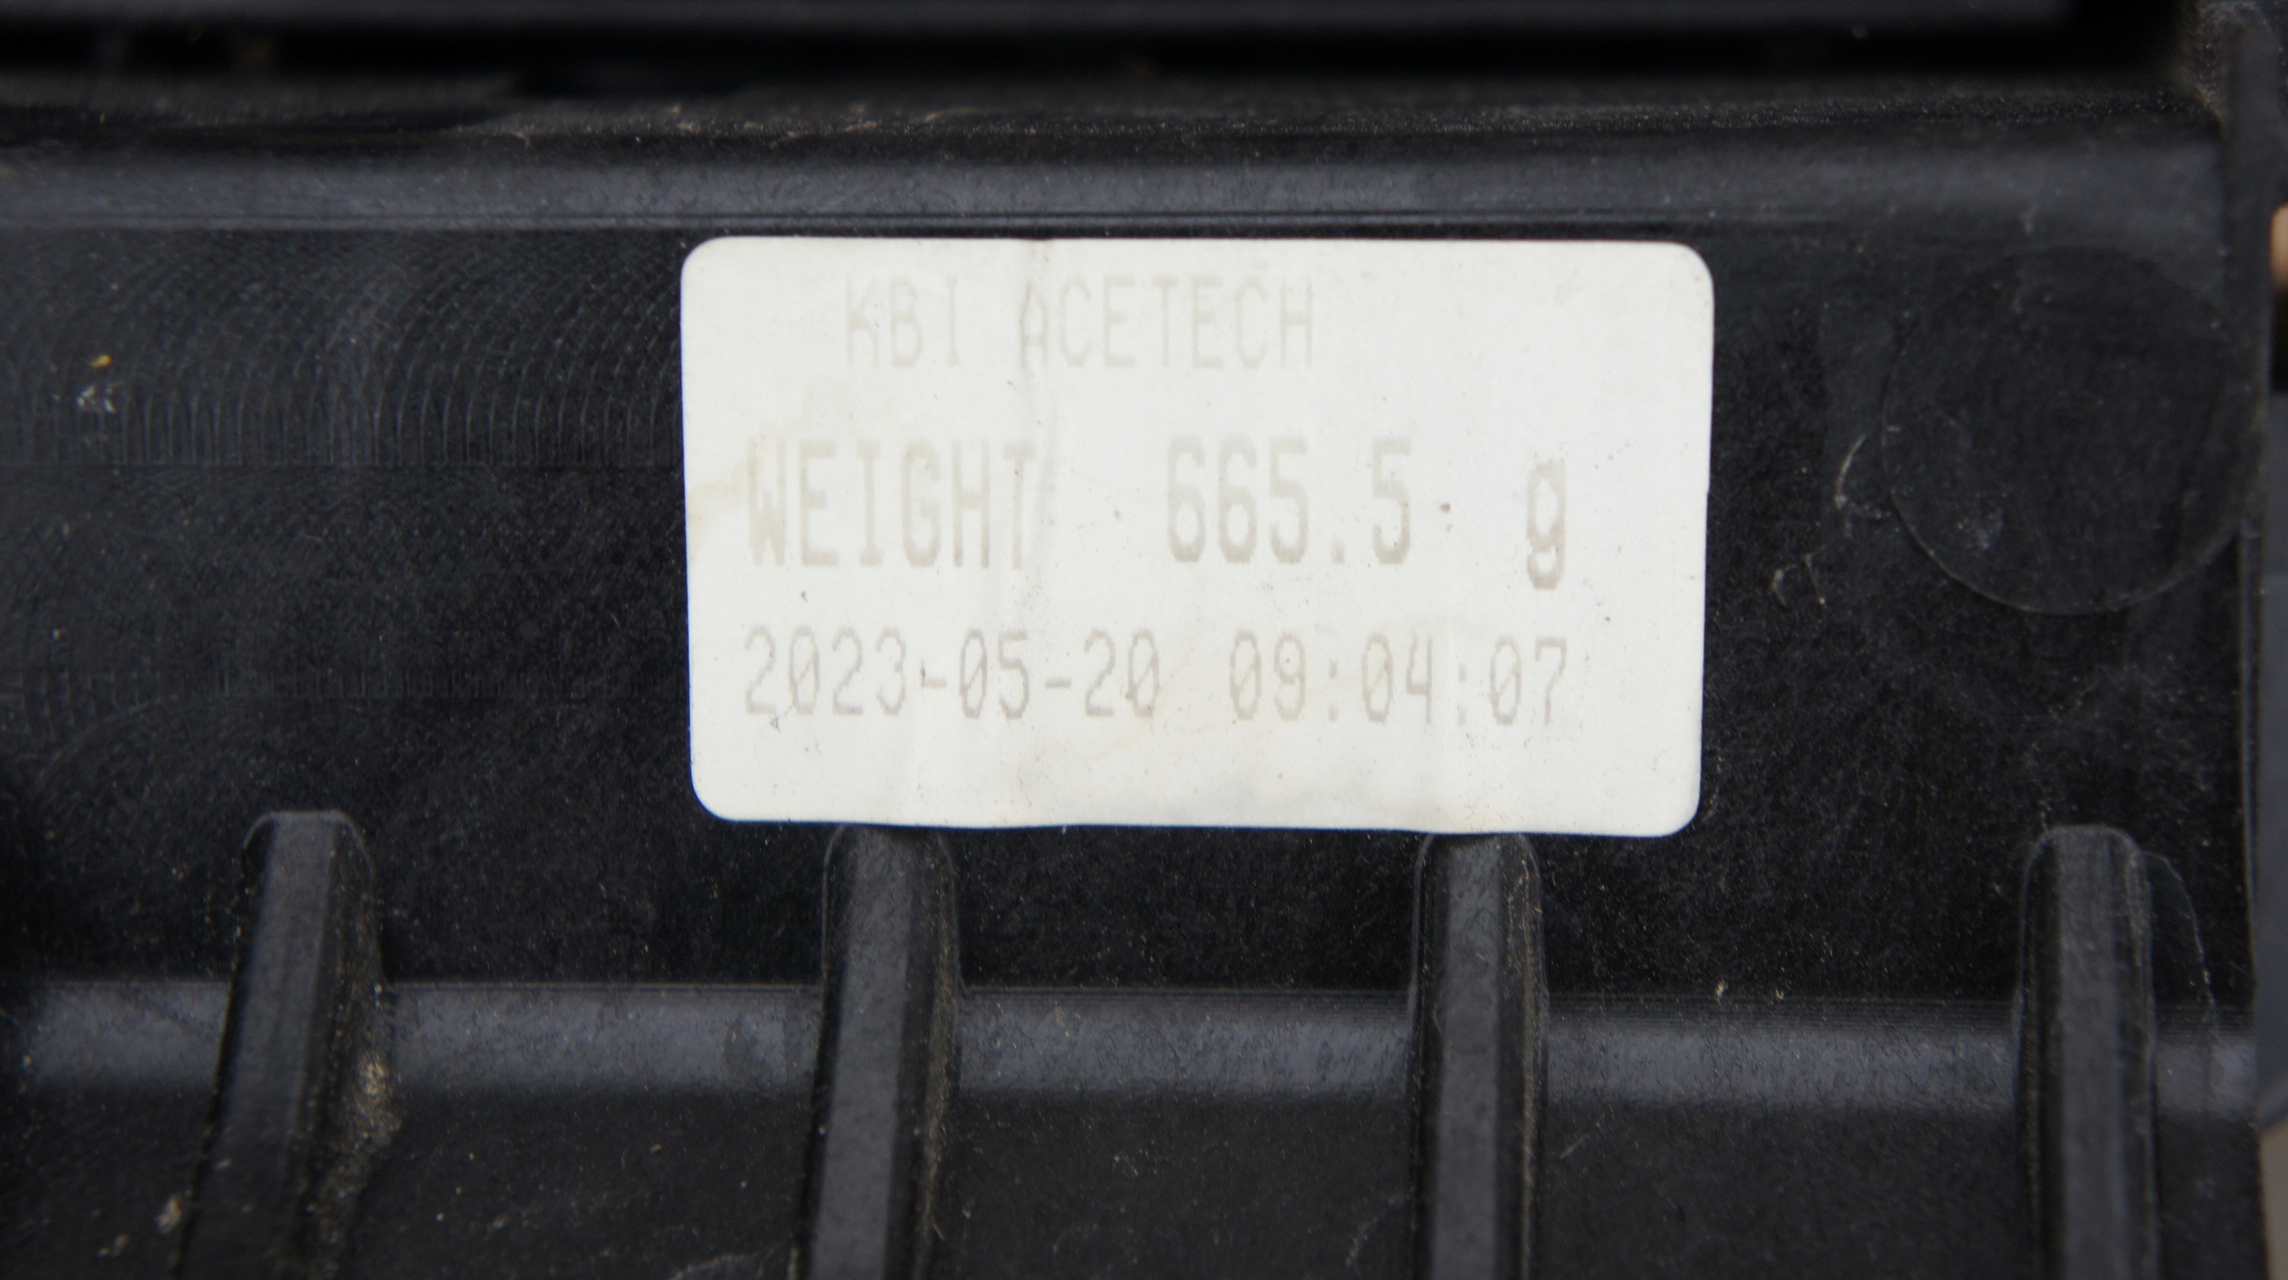 KBI ACETECH
WEIGHT 665.5 g
2023-05-20 09:04:07